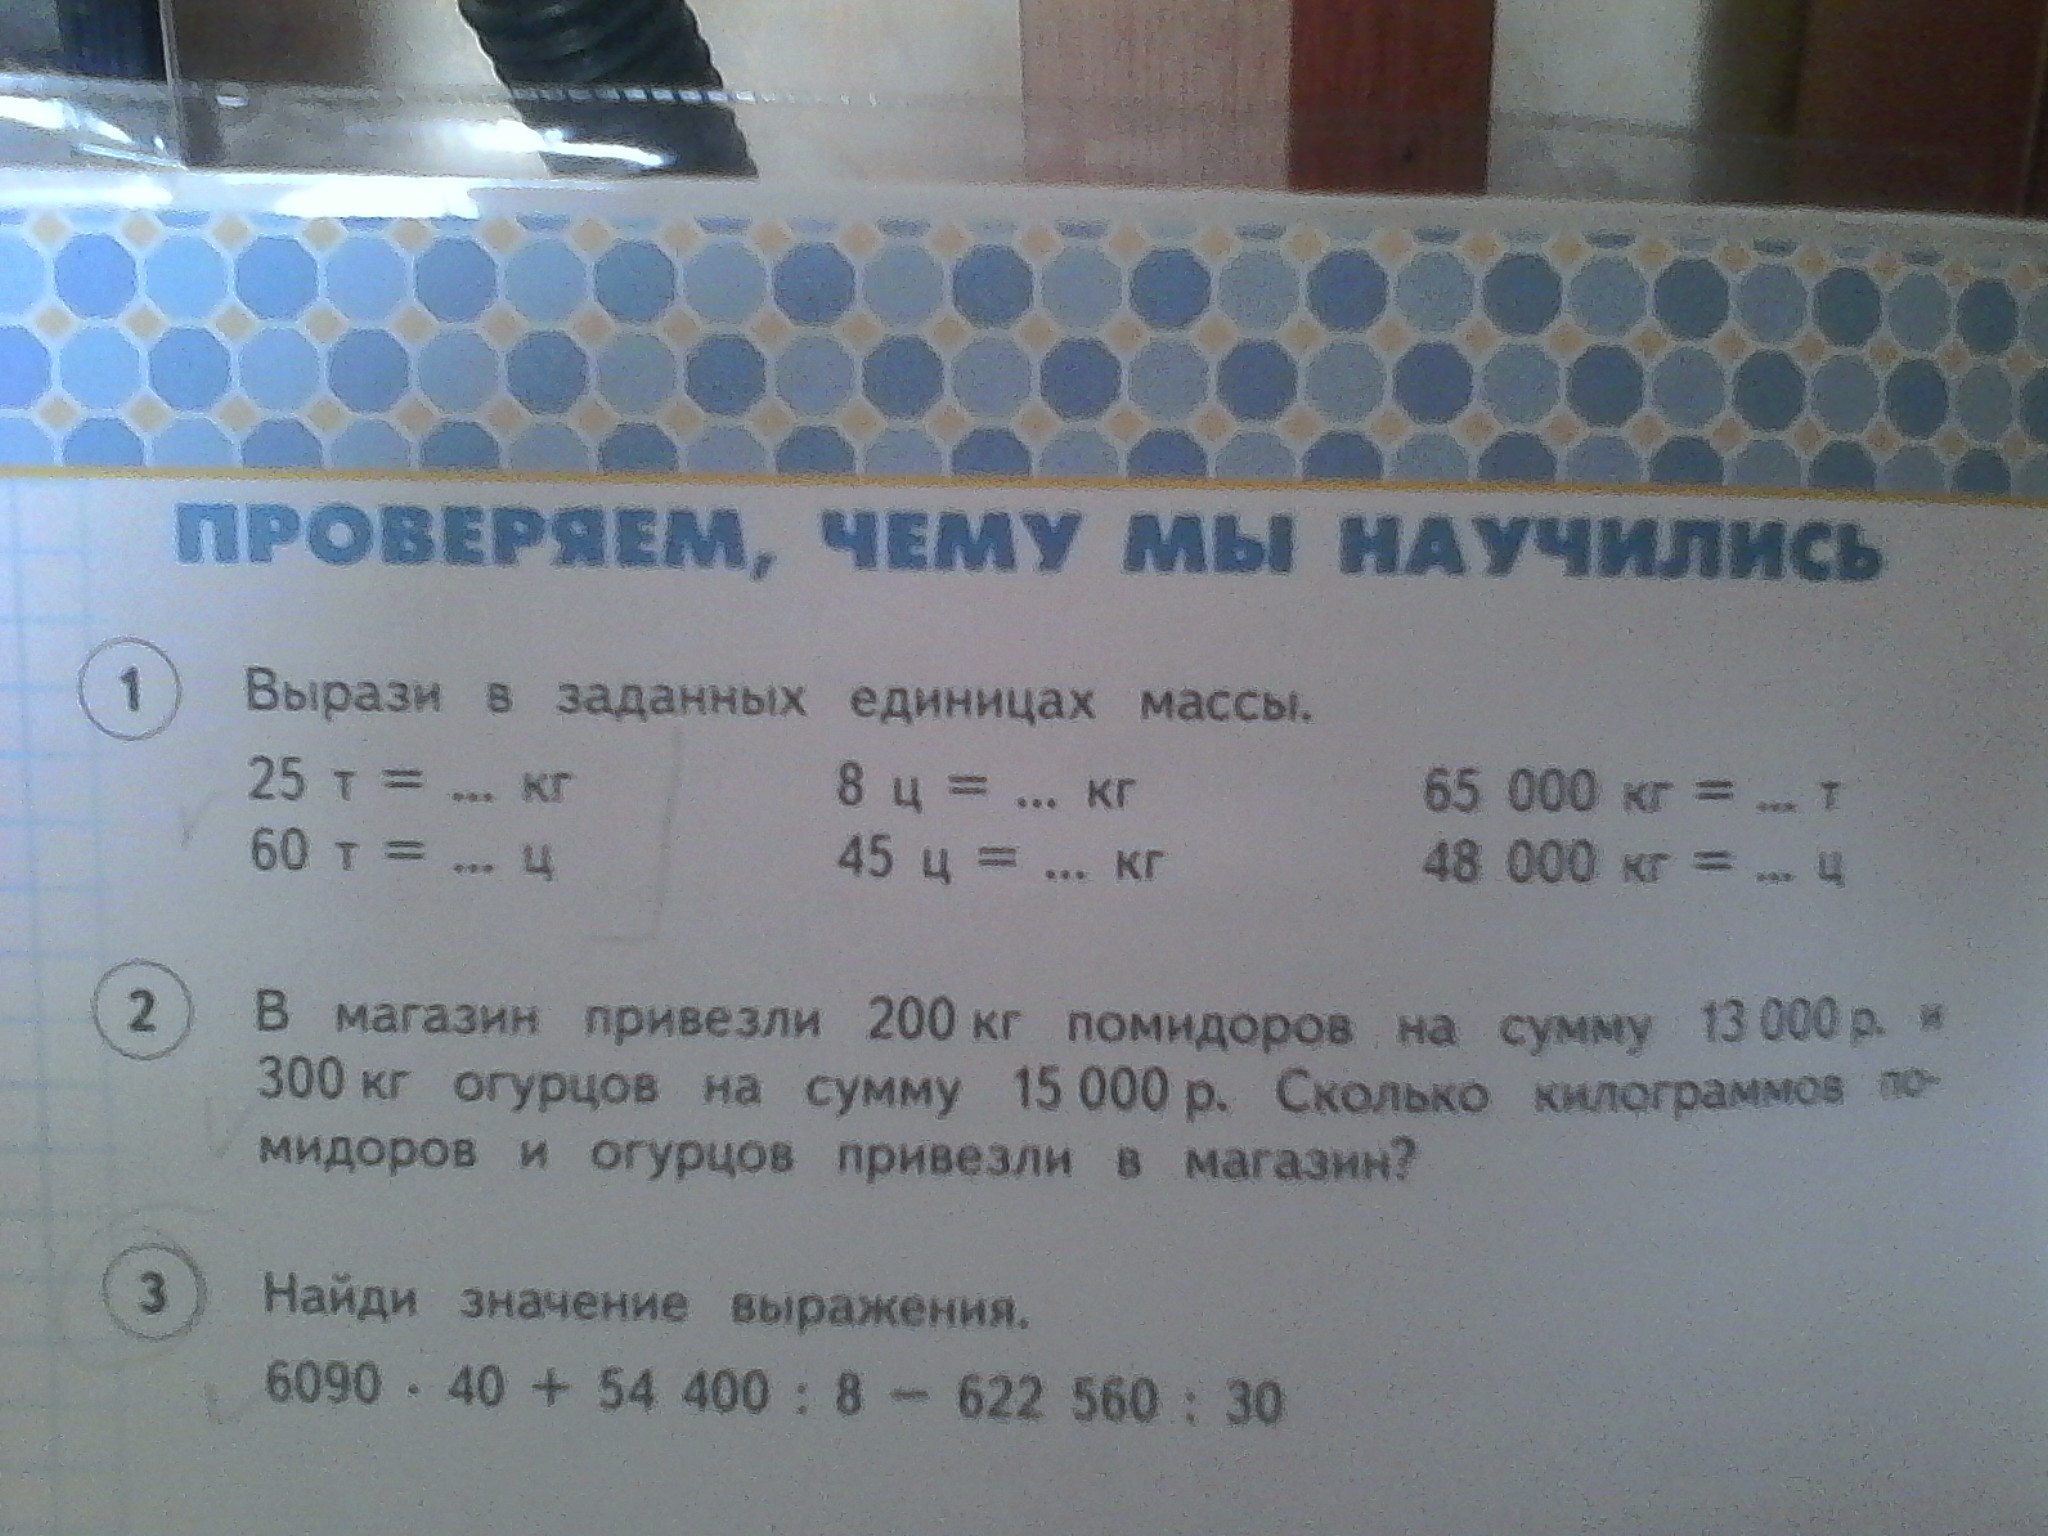 ПРОВЕРЯЕМ, ЧЕМУ МЫ НАУЧИЛИСЬ
1 Вырази в заданных единицах массы.
25 т = ... кг 8 ц = ... кг 65 000 кг = ... т
60 т = ... ц 45 ц = ... кг 48 000 кг = ... ц
2 В магазин привезли 200 кг помидоров на сумму 13 000 р. и
300 кг огурцов на сумму 15 000 р. Сколько килограммов по-
мидоров и огурцов привезли в магазин?
3 Найди значение выражения.
6090 · 40 + 54 400 : 8 – 622 560 : 30